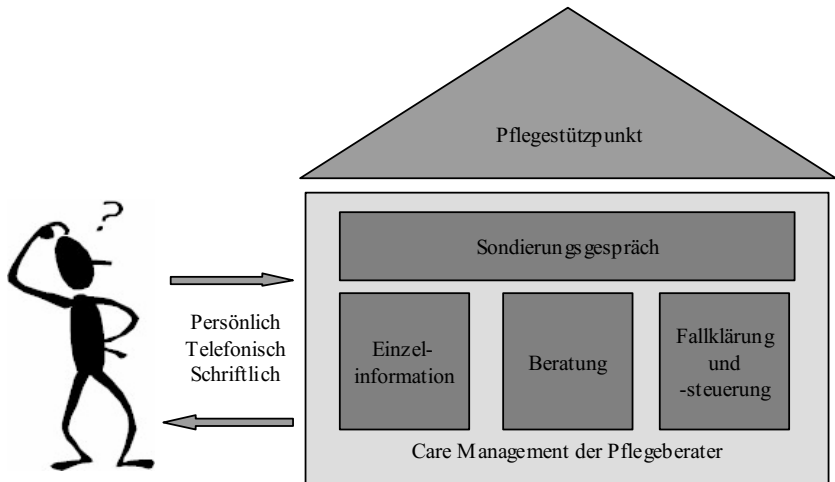 ?
Pflegestützpunkt
Sondierungsgespräch
Persönlich
Telefonisch
Schriftlich
Einzel-
information
Beratung
Fallklärung
und
-steuerung
Care Management der Pflegeberater